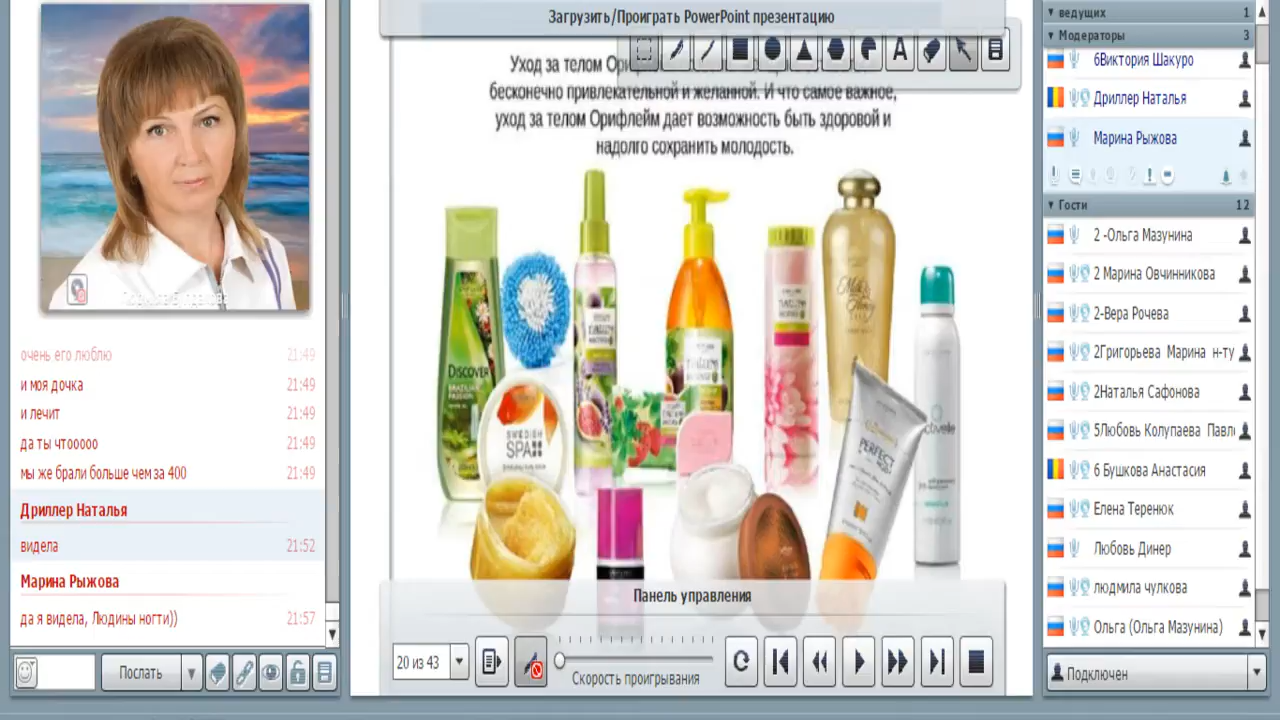 очень его люблю 21:49
и моя дочка 21:49
и лечит 21:49
да ты чтооооо 21:49
мы же брали больше чем за 400 21:49
Дриллер Наталья
видела 21:52
Марина Рыжова
да я видела, Людины ногти)) 21:57
Послать
Загрузить/Проиграть PowerPoint презентацию
A
Уход за телом
бесконечно привлекательной и желанной. И что самое важное,
уход за телом Орифлейм дает возможность быть здоровой и
надолго сохранить молодость.
DISCOVER
SWEDISH
SPA
Milk &
Honey
PERFECT
Панель управления
20 из 43
Скорость проигрывания
ведущих 1
Модераторы 3
6Виктория Шакуро
Дриллер Наталья
Марина Рыжова
Гости 12
2 -Ольга Мазунина
2 Марина Овчинникова
2-Вера Рочева
2Григорьева Марина н-ту
2Наталья Сафонова
5Любовь Колупаева Павл
6 Бушкова Анастасия
Елена Теренюк
Любовь Динер
людмила чулкова
Ольга (Ольга Мазунина)
Подключен